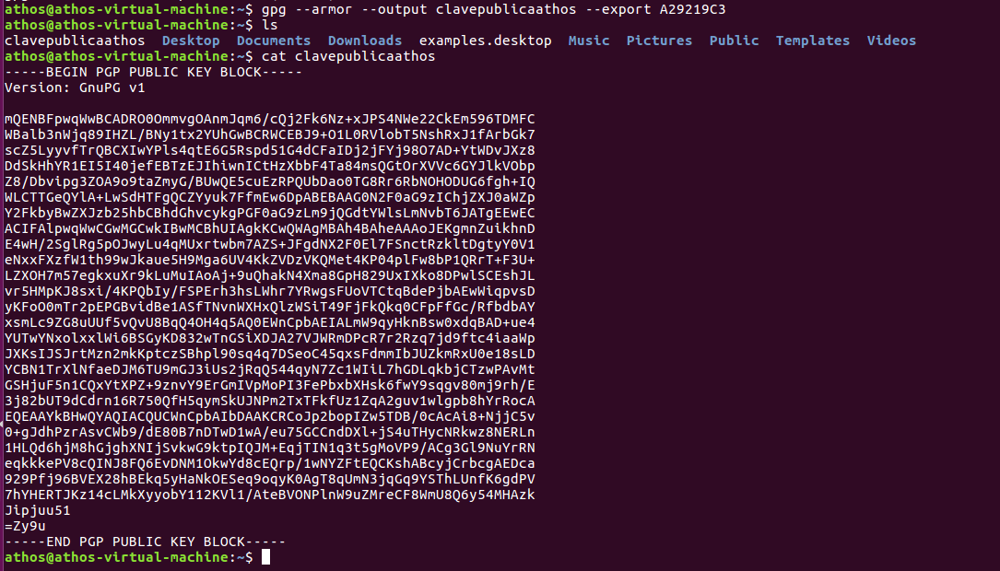 athos@athos-virtual-machine:~$ gpg --armor --output clavepublicaathos --export A29219C3
athos@athos-virtual-machine:~$ ls
clavepublicaathos  Desktop  Documents  Downloads  examples.desktop  Music  Pictures  Public  Templates  Videos
athos@athos-virtual-machine:~$ cat clavepublicaathos
-----BEGIN PGP PUBLIC KEY BLOCK-----
Version: GnuPG v1

mQENBFpwqWwBCADRO0OmmvgOAnmJqm6/cQj2Fk6Nz+xJPS4NWe22CkEm596TDMFC
WBalb3nWjq89IHZL/BNy1tx2YUhGwBCRWCEBJ9+O1L0RVlobT5NshRxJ1fArbGk7
scZ5LyyvfTrQBCXIwYPls4qtE6G5Rspd51G4dCFaIDj2jFYj98O7AD+YtWDvJXz8
DdSkHhYR1EI5I40jefEBTzEJIhiwnICtHzXbbF4Ta84msQGtOrXVVc6GYJlkVObp
Z8/Dbvipg3ZOA9o9taZmyG/BUwQE5cuEzRPQUbDao0TG8Rr6RbNOHODUG6fgh+IQ
WLCTTGeQYlA+LwSdHTFgQCZYyuk7FfmEw6DpABEBAAG0N2F0aG9zIChjZXJ0aWZp
Y2FkbyBwZXJzb25hbCBhdGhvcykgPGF0aG9zLm9jQGdtYWlsLmNvbT6JATgEEwEC
ACIFAlpwqWwCGwMGCwkIBwMCBhUIAgkKCwQWAgMBAh4BAheAAAoJEKgmnZuikhnD
E4wH/2SglRg5pOJwyLu4qMUxrtwbm7AZS+JFgdNX2F0El7FSnctRzkltDgtyY0V1
eNxxFXzfW1th99wJkaue5H9Mga6UV4KkZVDzVKQMet4KP04plFw8bP1QRrT+F3U+
LZXOH7m57egkxuXr9kLuMuIAoAj+9uQhakN4Xma8GpH829UxIXko8DPwlSCEshJL
vr5HMpKJ8sxi/4KPQbIy/FSPErh3hsLWhr7YRwgsFUoVTCtqBdePjbAEwWiqpvsD
yKFoO0mTr2pEPGBvidBe1ASfTNvnWXHxQlzWSiT49FjFkQkq0CFpFfGc/RfbdbAY
xsmLc9ZG8uUUf5vQvU8BqQ4OH4q5AQ0EWnCpbAEIALmW9qyHknBsw0xdqBAD+ue4
YUTwYNxolxxlWi6BSGyKD832wTnGSiXDJA27VJWRmDPcR7r2Rzq7jd9ftc4iaaWp
JXKsIJSJrtMzn2mkKptczSBhpl90sq4q7DSeoC45qxsFdmmIbJUZkmRxU0e18sLD
YCBN1TrXlNfaeDJM6TU9mGJ3iUs2jRqQ544qyN7Zc1WIiL7hGDLqkbjCTzwPAvMt
GSHjuF5n1CQxYtXPZ+9znvY9ErGmIVpMoPI3FePbxbXHsk6fwY9sqgv80mj9rh/E
3j82bUT9dCdrn16R750QfH5qymSkUJNPm2TxTFkfUz1ZqA2guv1wlgpb8hYrRocA
EQEAAYkBHwQYAQIACQUCWnCpbAIbDAAKCRCoJp2bopIZw5TDB/0cAcAi8+NjjC5v
0+gJdhPzrAsvCWb9/dE80B7nDTwD1wA/eu75GCCndDXl+jS4uTHycNRkwz8NERLn
1HLQd6hjM8hGjghXNIjSvkwG9ktpIQJM+EqjTIN1q3t5gMoVP9/ACg3Gl9NuYrRN
eqkkkePV8cQINJ8FQ6EvDNM1OkwYd8cEQrp/1wNYZFtEQCKshABcyjCrbcgAEDca
929Pfj96BVEX28hBEkq5yHaNkOESeq9oqyK0AgT8qUmN3jqGq9YSThLUnfK6gdPV
7hYHERTJKz14cLMkXyyobY112KVl1/AteBVONPlnW9uZMreCF8WmU8Q6y54MHAzk
Jipjuu51
=Zy9u
-----END PGP PUBLIC KEY BLOCK-----
athos@athos-virtual-machine:~$